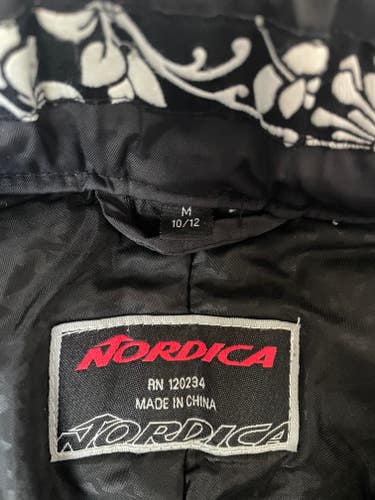 M
10/12
NORDICA
RN 120234
MADE IN CHINA
NORDICA